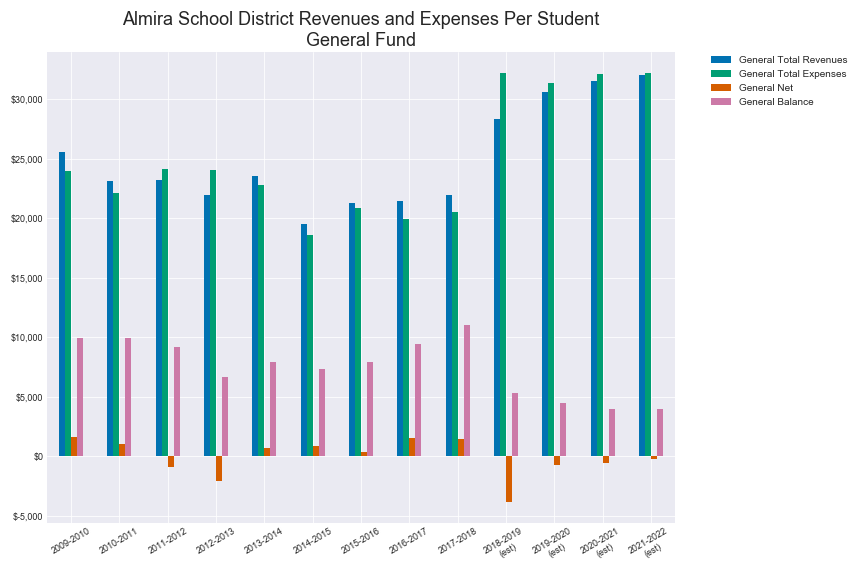 Almira School District Revenues and Expenses Per Student
General Fund
General Total Revenues
General Total Expenses
General Net
General Balance
$30,000
$25,000
$20,000
$15,000
$10,000
$5,000
$0
$-5,000
2009-2010
2010-2011
2011-2012
2012-2013
2013-2014
2014-2015
2015-2016
2016-2017
2017-2018
2018-2019
(est)
2019-2020
(est)
2020-2021
(est)
2021-2022
(est)